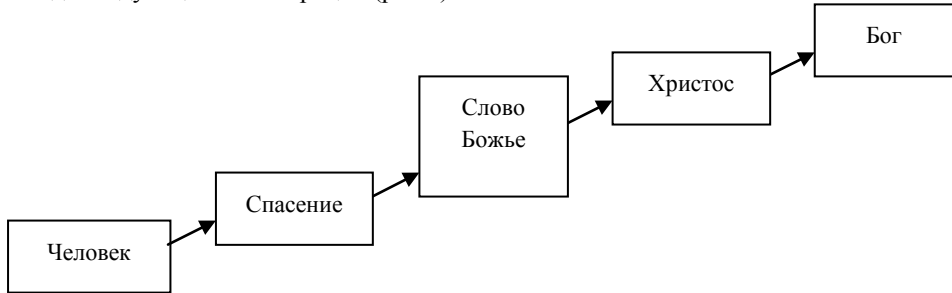 Бог
Христос
Слово
Божье
Спасение
Человек